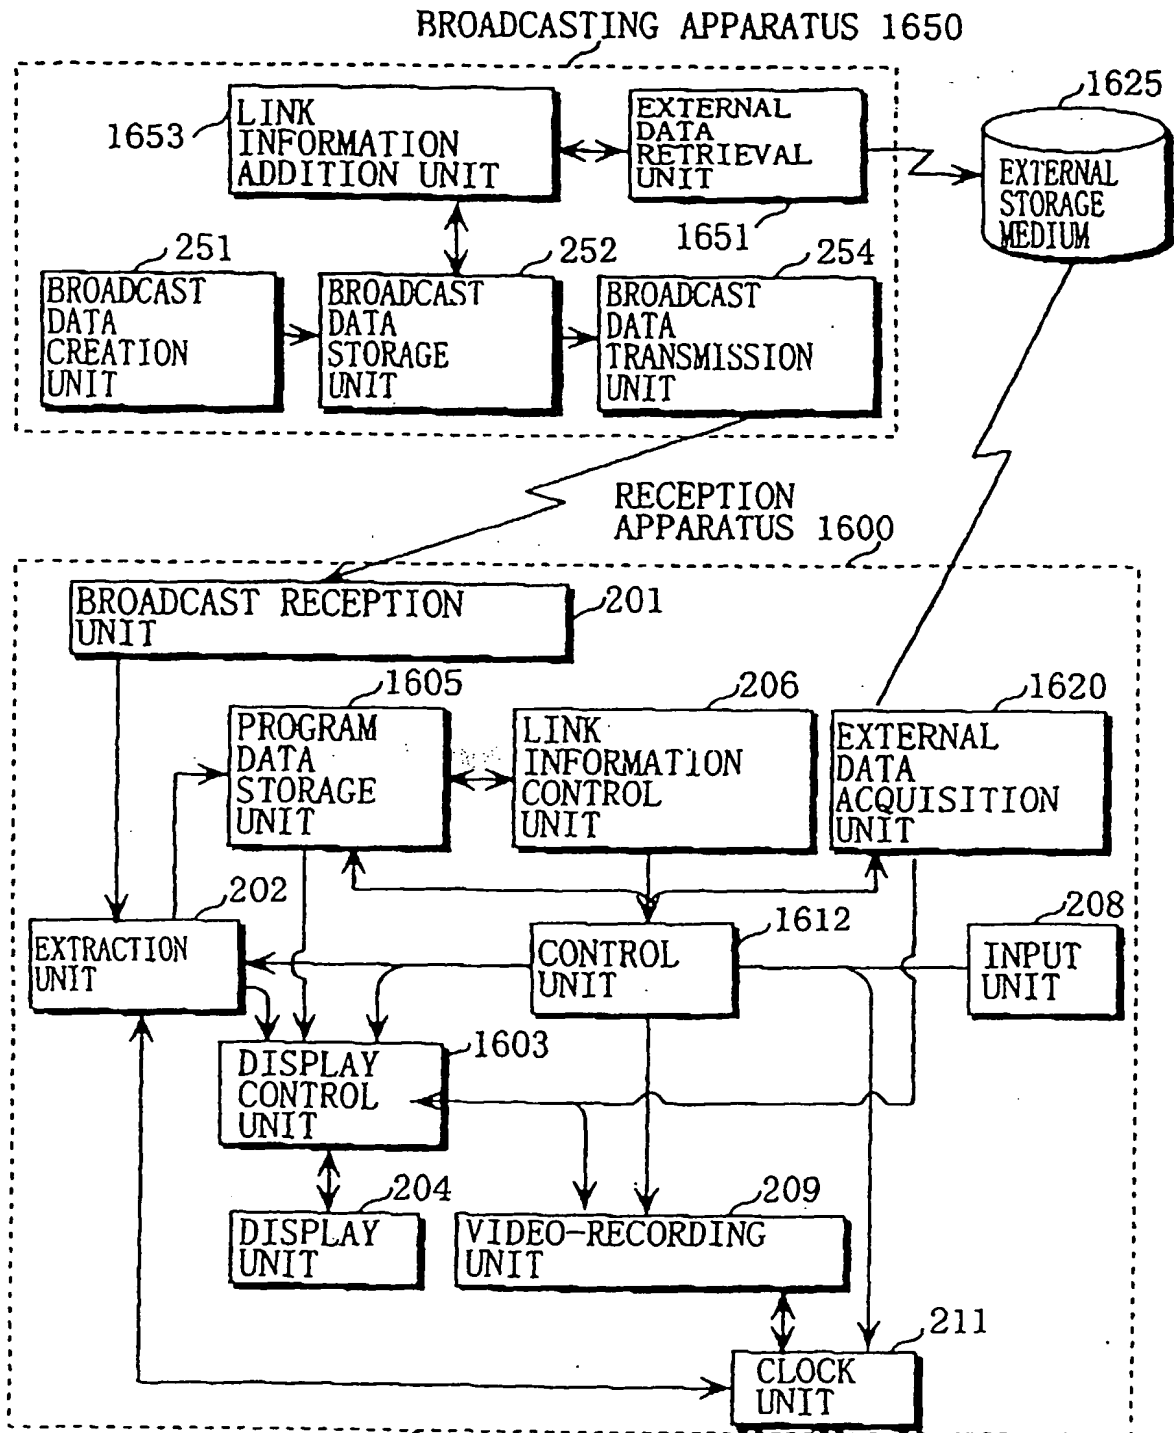 BROADCASTING APPARATUS 1650
1625
1653
LINK
INFORMATION
ADDITION UNIT
EXTERNAL
DATA
RETRIEVAL
UNIT
1651
EXTERNAL
STORAGE
MEDIUM
251
252
254
BROADCAST
DATA
CREATION
UNIT
BROADCAST
DATA
STORAGE
UNIT
BROADCAST
DATA
TRANSMISSION
UNIT
RECEPTION
APPARATUS 1600
BROADCAST RECEPTION
UNIT
201
1605
206
1620
PROGRAM
DATA
STORAGE
UNIT
LINK
INFORMATION
CONTROL
UNIT
EXTERNAL
DATA
ACQUISITION
UNIT
202
1612
208
EXTRACTION
UNIT
CONTROL
UNIT
INPUT
UNIT
1603
DISPLAY
CONTROL
UNIT
204
209
DISPLAY
UNIT
VIDEO-RECORDING
UNIT
211
CLOCK
UNIT